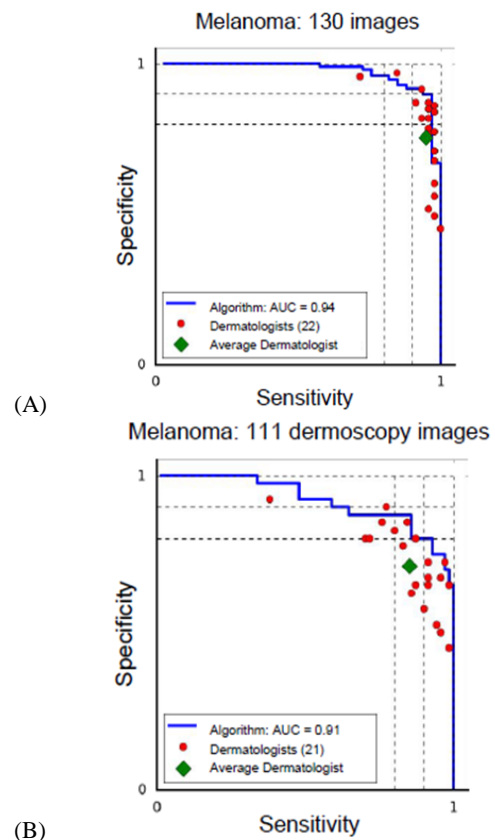 Melanoma: 130 images
1
Specificity
Algorithm: AUC = 0.94
Dermatologists (22)
Average Dermatologist
0
0
1
Sensitivity
(A)
Melanoma: 111 dermoscopy images
1
Specificity
Algorithm: AUC = 0.91
Dermatologists (21)
Average Dermatologist
0
0
1
Sensitivity
(B)